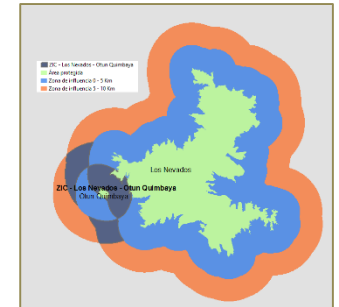 ZIC - Los Nevados - Otun Quimbaya
Area protegida
Zona de influencia 0 - 5 Km
Zona de influencia 5 - 10 Km
Los Nevados
ZIC - Los Nevados - Otun Quimbaya
Otun Quimbaya